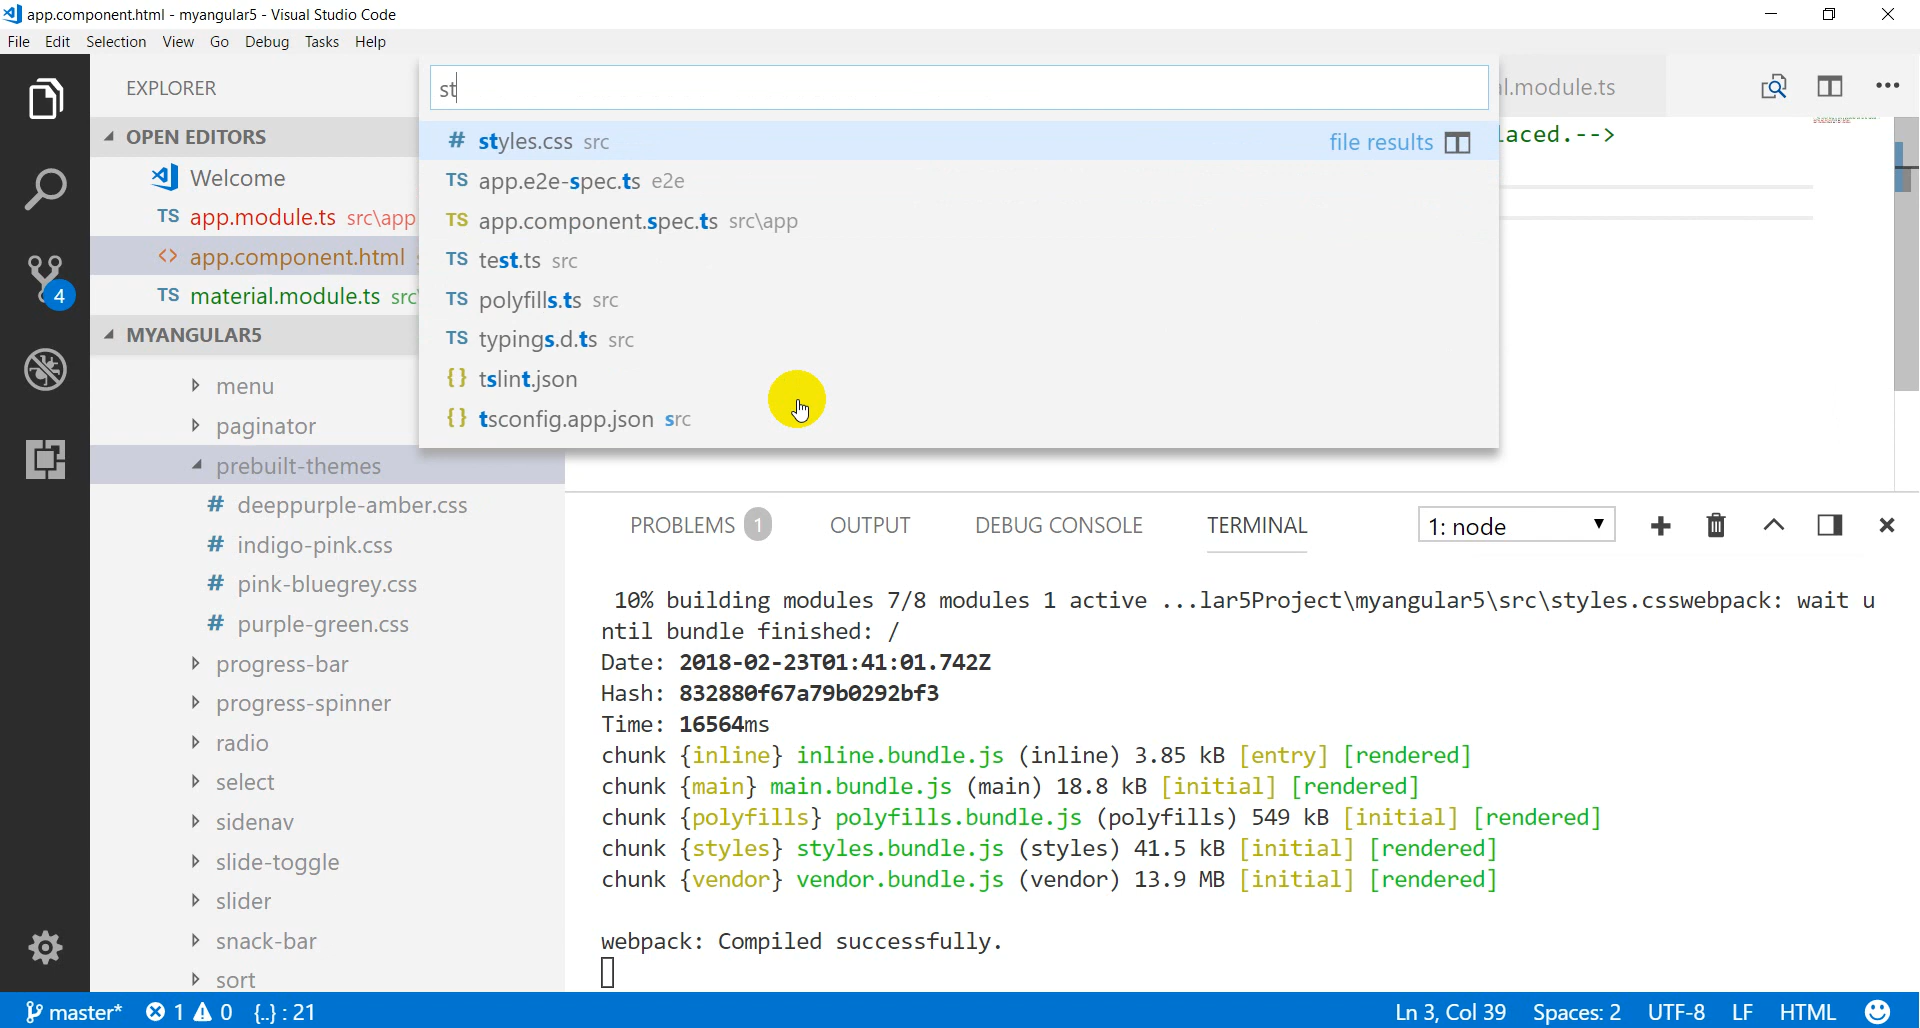 app.component.html - myangular5 - Visual Studio Code
File Edit Selection View Go Debug Tasks Help
EXPLORER
OPEN EDITORS
Welcome
TS app.module.ts src\app
<> app.component.html
TS material.module.ts src
4
MYANGULAR5
menu
paginator
prebuilt-themes
# deeppurple-amber.css
# indigo-pink.css
# pink-bluegrey.css
# purple-green.css
progress-bar
progress-spinner
radio
select
sidenav
slide-toggle
slider
snack-bar
sort
st
# styles.css src file results
TS app.e2e-spec.ts e2e
TS app.component.spec.ts src\app
TS test.ts src
TS polyfills.ts src
TS typings.d.ts src
{} tslint.json
{} tsconfig.app.json src
l.module.ts
laced.-->
PROBLEMS 1 OUTPUT DEBUG CONSOLE TERMINAL 1: node
10% building modules 7/8 modules 1 active ...lar5Project\myangular5\src\styles.csswebpack: wait u
ntil bundle finished: /
Date: 2018-02-23T01:41:01.742Z
Hash: 832880f67a79b0292bf3
Time: 16564ms
chunk {inline} inline.bundle.js (inline) 3.85 kB [entry] [rendered]
chunk {main} main.bundle.js (main) 18.8 kB [initial] [rendered]
chunk {polyfills} polyfills.bundle.js (polyfills) 549 kB [initial] [rendered]
chunk {styles} styles.bundle.js (styles) 41.5 kB [initial] [rendered]
chunk {vendor} vendor.bundle.js (vendor) 13.9 MB [initial] [rendered]
webpack: Compiled successfully.
master* 1 0 {..} : 21 Ln 3, Col 39 Spaces: 2 UTF-8 LF HTML